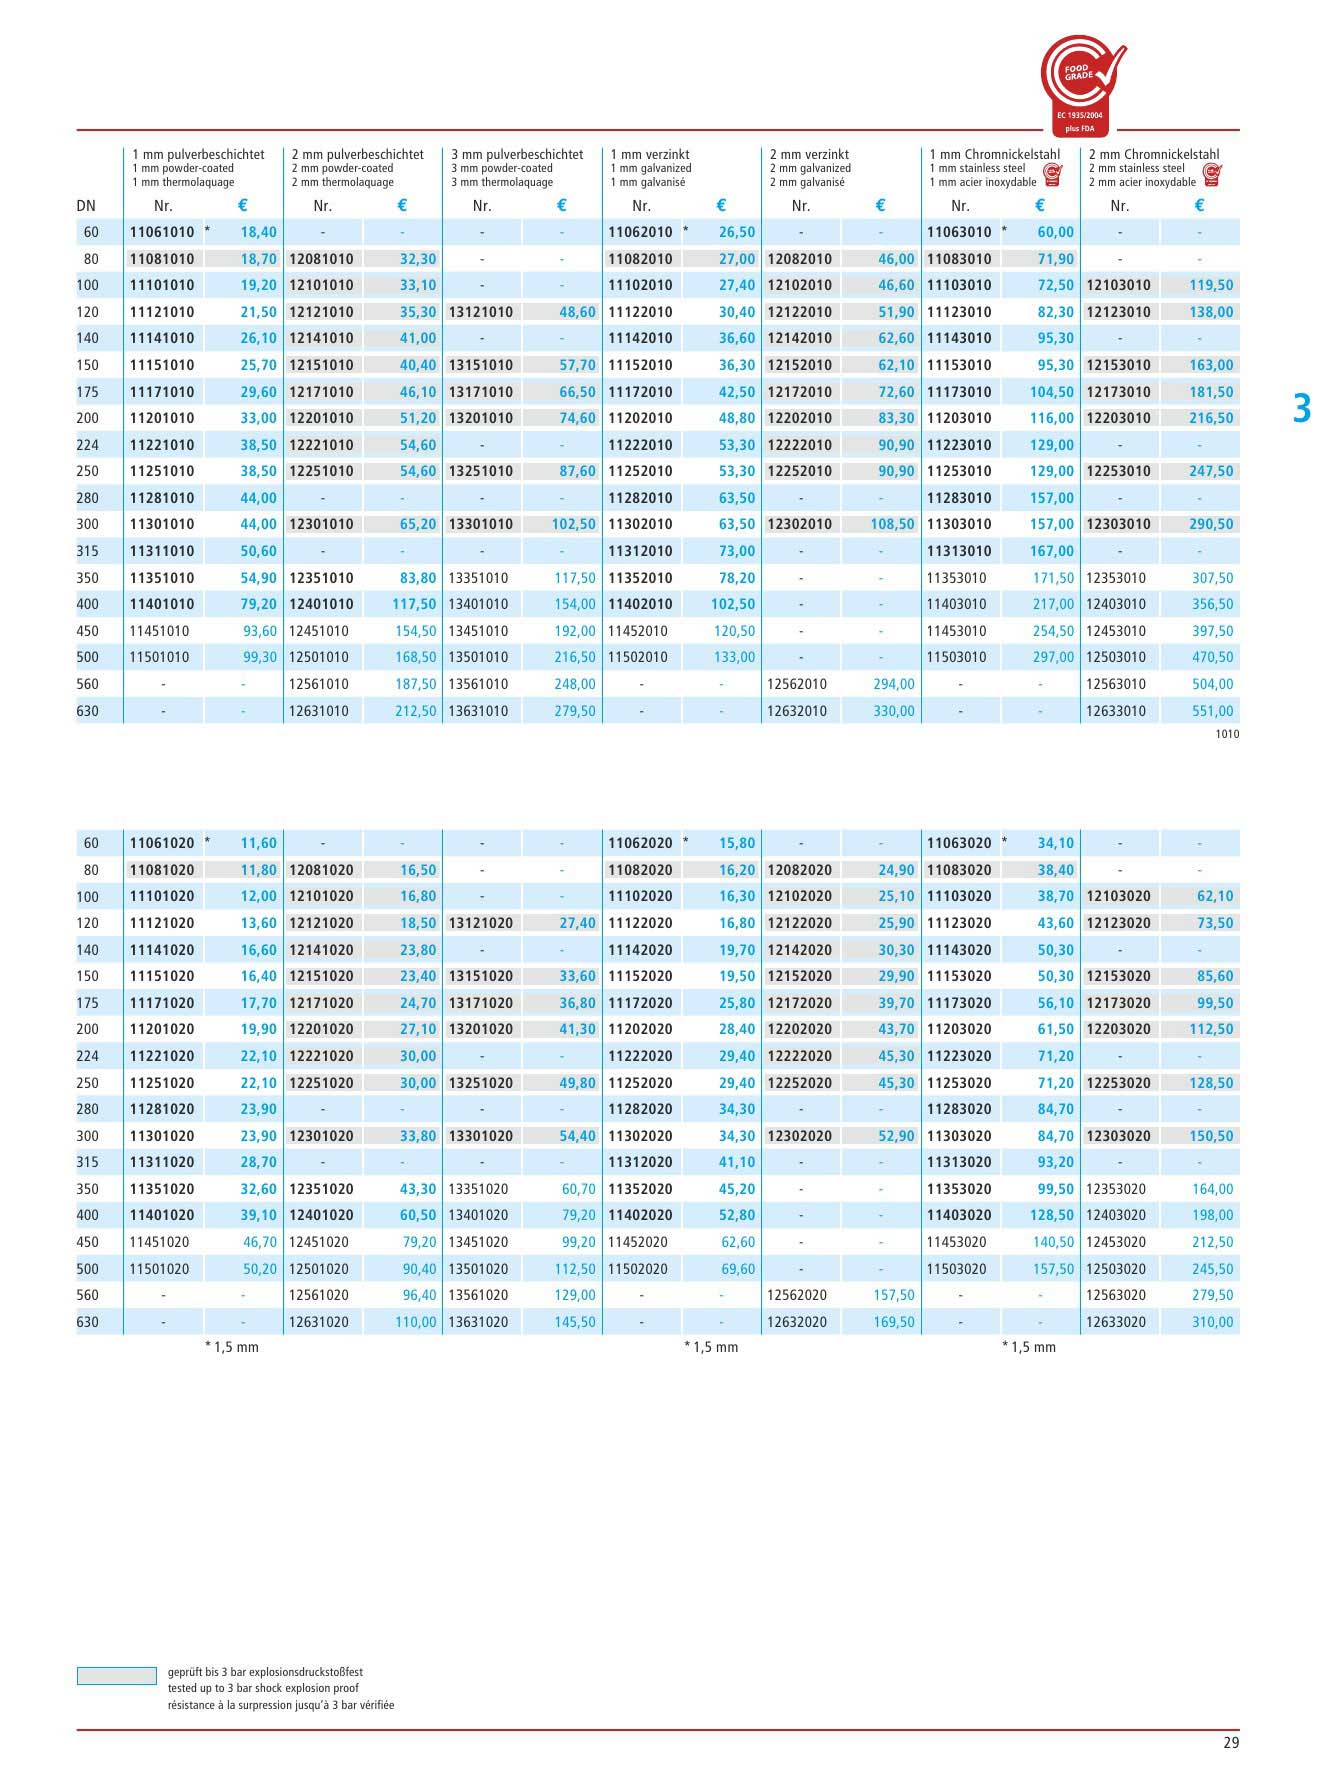 FOOD
GRADE
EC 1935/2004
plus FDA
1 mm pulverbeschichtet 2 mm pulverbeschichtet 3 mm pulverbeschichtet 1 mm verzinkt 2 mm verzinkt 1 mm Chromnickelstahl 2 mm Chromnickelstahl
1 mm powder-coated 2 mm powder-coated 3 mm powder-coated 1 mm galvanized 2 mm galvanized 1 mm stainless steel 2 mm stainless steel
1 mm thermolaquage 2 mm thermolaquage 3 mm thermolaquage 1 mm galvanisé 2 mm galvanisé 1 mm acier inoxydable 2 mm acier inoxydable
DN Nr. € Nr. € Nr. € Nr. € Nr. € Nr. € Nr. €
60 11061010 * 18,40 - - - - 11062010 * 26,50 - - 11063010 * 60,00 - -
80 11081010 18,70 12081010 32,30 - - 11082010 27,00 12082010 46,00 11083010 71,90 - -
100 11101010 19,20 12101010 33,10 - - 11102010 27,40 12102010 46,60 11103010 72,50 12103010 119,50
120 11121010 21,50 12121010 35,30 13121010 48,60 11122010 30,40 12122010 51,90 11123010 82,30 12123010 138,00
140 11141010 26,10 12141010 41,00 - - 11142010 36,60 12142010 62,60 11143010 95,30 - -
150 11151010 25,70 12151010 40,40 13151010 57,70 11152010 36,30 12152010 62,10 11153010 95,30 12153010 163,00
175 11171010 29,60 12171010 46,10 13171010 66,50 11172010 42,50 12172010 72,60 11173010 104,50 12173010 181,50
200 11201010 33,00 12201010 51,20 13201010 74,60 11202010 48,80 12202010 83,30 11203010 116,00 12203010 216,50
224 11221010 38,50 12221010 54,60 - - 11222010 53,30 12222010 90,90 11223010 129,00 - -
250 11251010 38,50 12251010 54,60 13251010 87,60 11252010 53,30 12252010 90,90 11253010 129,00 12253010 247,50
280 11281010 44,00 - - - - 11282010 63,50 - - 11283010 157,00 - -
300 11301010 44,00 12301010 65,20 13301010 102,50 11302010 63,50 12302010 108,50 11303010 157,00 12303010 290,50
315 11311010 50,60 - - - - 11312010 73,00 - - 11313010 167,00 - -
350 11351010 54,90 12351010 83,80 13351010 117,50 11352010 78,20 - - 11353010 171,50 12353010 307,50
400 11401010 79,20 12401010 117,50 13401010 154,00 11402010 102,50 - - 11403010 217,00 12403010 356,50
450 11451010 93,60 12451010 154,50 13451010 192,00 11452010 120,50 - - 11453010 254,50 12453010 397,50
500 11501010 99,30 12501010 168,50 13501010 216,50 11502010 133,00 - - 11503010 297,00 12503010 470,50
560 - - 12561010 187,50 13561010 248,00 - - 12562010 294,00 - - 12563010 504,00
630 - - 12631010 212,50 13631010 279,50 - - 12632010 330,00 - - 12633010 551,00
1010
3
60 11061020 * 11,60 - - - - 11062020 * 15,80 - - 11063020 * 34,10 - -
80 11081020 11,80 12081020 16,50 - - 11082020 16,20 12082020 24,90 11083020 38,40 - -
100 11101020 12,00 12101020 16,80 - - 11102020 16,30 12102020 25,10 11103020 38,70 12103020 62,10
120 11121020 13,60 12121020 18,50 13121020 27,40 11122020 16,80 12122020 25,90 11123020 43,60 12123020 73,50
140 11141020 16,60 12141020 23,80 - - 11142020 19,70 12142020 30,30 11143020 50,30 - -
150 11151020 16,40 12151020 23,40 13151020 33,60 11152020 19,50 12152020 29,90 11153020 50,30 12153020 85,60
175 11171020 17,70 12171020 24,70 13171020 36,80 11172020 25,80 12172020 39,70 11173020 56,10 12173020 99,50
200 11201020 19,90 12201020 27,10 13201020 41,30 11202020 28,40 12202020 43,70 11203020 61,50 12203020 112,50
224 11221020 22,10 12221020 30,00 - - 11222020 29,40 12222020 45,30 11223020 71,20 - -
250 11251020 22,10 12251020 30,00 13251020 49,80 11252020 29,40 12252020 45,30 11253020 71,20 12253020 128,50
280 11281020 23,90 - - - - 11282020 34,30 - - 11283020 84,70 - -
300 11301020 23,90 12301020 33,80 13301020 54,40 11302020 34,30 12302020 52,90 11303020 84,70 12303020 150,50
315 11311020 28,70 - - - - 11312020 41,10 - - 11313020 93,20 - -
350 11351020 32,60 12351020 43,30 13351020 60,70 11352020 45,20 - - 11353020 99,50 12353020 164,00
400 11401020 39,10 12401020 60,50 13401020 79,20 11402020 52,80 - - 11403020 128,50 12403020 198,00
450 11451020 46,70 12451020 79,20 13451020 99,20 11452020 62,60 - - 11453020 140,50 12453020 212,50
500 11501020 50,20 12501020 90,40 13501020 112,50 11502020 69,60 - - 11503020 157,50 12503020 245,50
560 - - 12561020 96,40 13561020 129,00 - - 12562020 157,50 - - 12563020 279,50
630 - - 12631020 110,00 13631020 145,50 - - 12632020 169,50 - - 12633020 310,00
* 1,5 mm * 1,5 mm * 1,5 mm
geprüft bis 3 bar explosionsdruckstoßfest
tested up to 3 bar shock explosion proof
résistance à la surpression jusqu'à 3 bar vérifiée
29